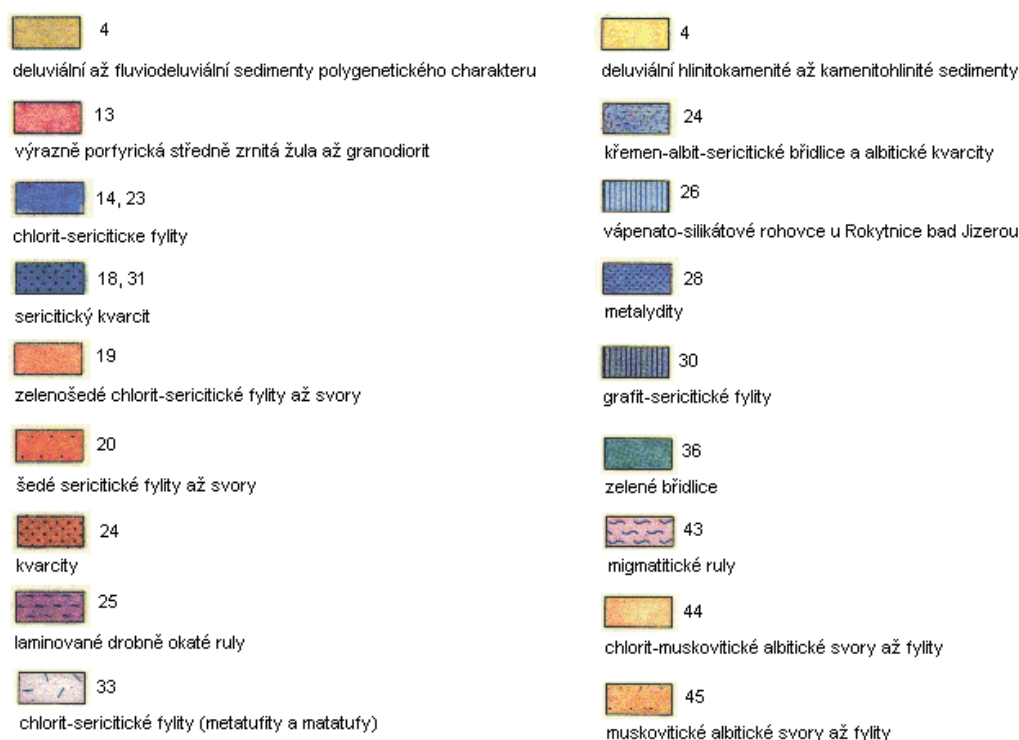 4
deluviální až fluviodeluviální sedimenty polygenetického charakteru
13
výrazně porfyrická středně zrnitá žula až granodiorit
14, 23
chlorit-sericiticке fylity
18, 31
sericitický kvarcit
19
zelenošedé chlorit-sericitické fylity až svory
20
šedé sericitické fylity až svory
24
kvarcity
25
laminované drobně okaté ruly
33
chlorit-sericitické fylity (metatufity a matatufy)
4
deluviální hlinitokamenité až kamenitohlinité sedimenty
24
křemen-albit-sericitické břidlice a albitické kvarcity
26
vápenato-silikátové rohovce u Rokytnice bad Jizerou
28
metalydity
30
grafit-sericitické fylity
36
zelené břidlice
43
migmatitické ruly
44
chlorit-muskovitické albitické svory až fylity
45
muskovitické albitické svory až fylity